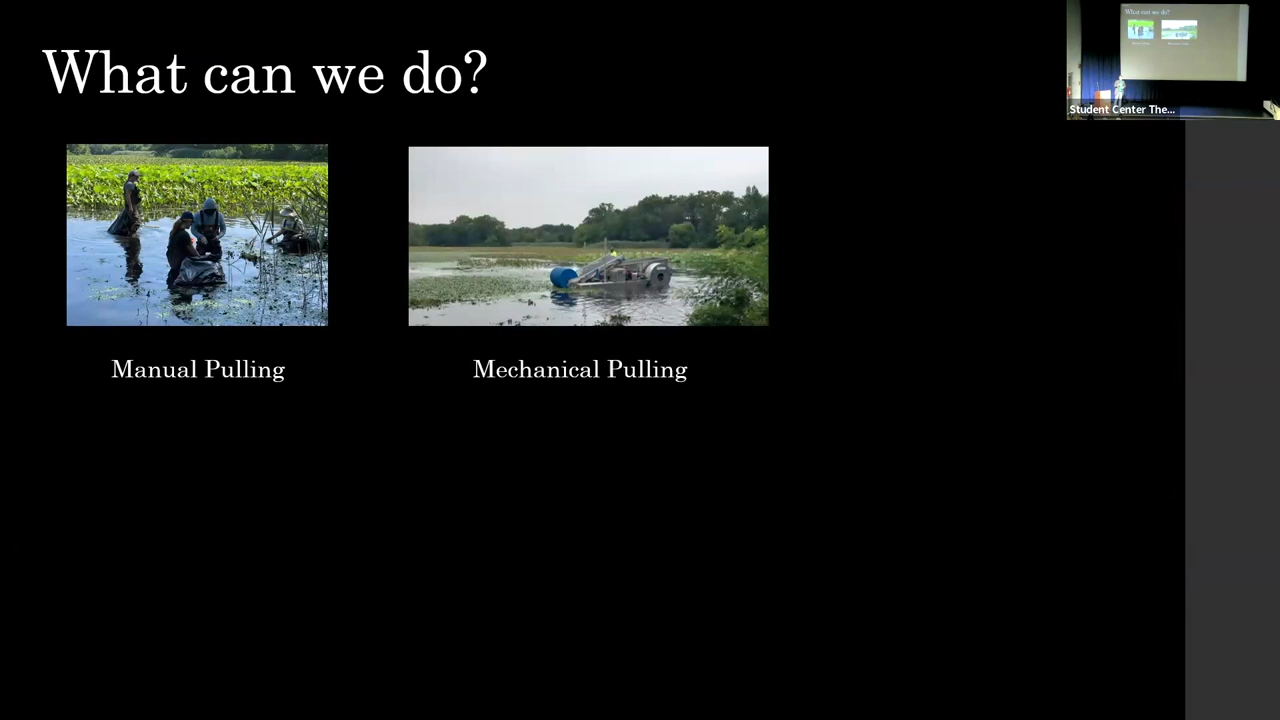 What can we do?
Student Center The...
Manual Pulling
Mechanical Pulling